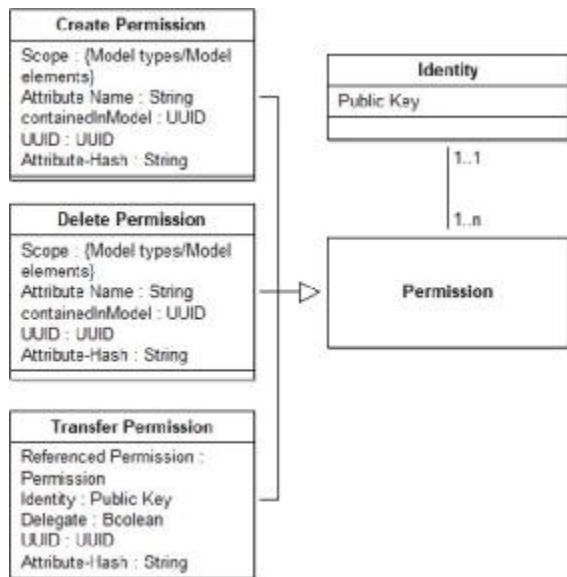 Create Permission
Scope : {Model types/Model
elements}
Attribute Name : String
containedInModel : UUID
UUID : UUID
Attribute-Hash : String
Delete Permission
Scope : {Model types/Model
elements}
Attribute Name : String
containedInModel : UUID
UUID : UUID
Attribute-Hash : String
Transfer Permission
Referenced Permission :
Permission
Identity : Public Key
Delegate : Boolean
UUID : UUID
Attribute-Hash : String
Identity
Public Key
1..1
1..n
Permission